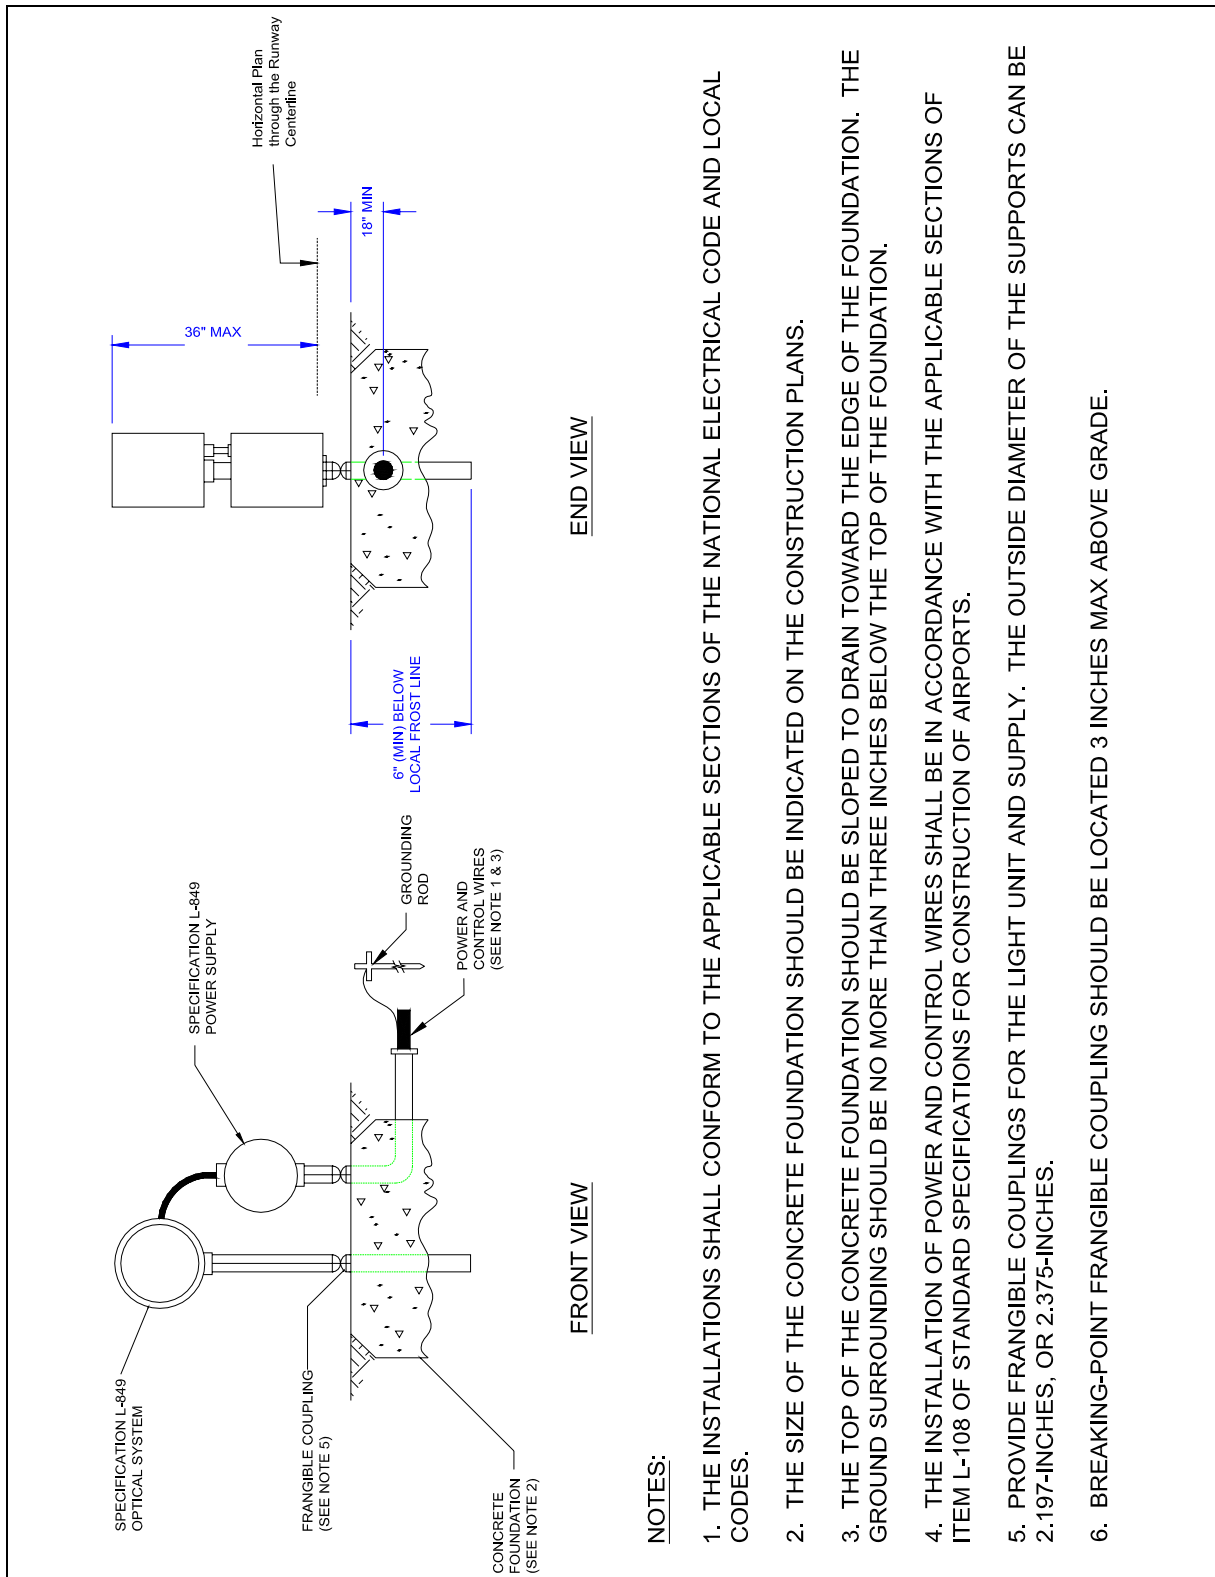 SPECIFICATION L-849
OPTICAL SYSTEM
SPECIFICATION L-849
POWER SUPPLY
FRANGIBLE COUPLING
(SEE NOTE 5)
CONCRETE
FOUNDATION
(SEE NOTE 2)
GROUNDING
ROD
POWER AND
CONTROL WIRES
(SEE NOTE 1 & 3)
FRONT VIEW
Horizontal Plan
through the Runway
Centerline
36" MAX
18" MIN
6" (MIN) BELOW
LOCAL FROST LINE
END VIEW
NOTES:
1. THE INSTALLATIONS SHALL CONFORM TO THE APPLICABLE SECTIONS OF THE NATIONAL ELECTRICAL CODE AND LOCAL
CODES.
2. THE SIZE OF THE CONCRETE FOUNDATION SHOULD BE INDICATED ON THE CONSTRUCTION PLANS.
3. THE TOP OF THE CONCRETE FOUNDATION SHOULD BE SLOPED TO DRAIN TOWARD THE EDGE OF THE FOUNDATION. THE
GROUND SURROUNDING SHOULD BE NO MORE THAN THREE INCHES BELOW THE TOP OF THE FOUNDATION.
4. THE INSTALLATION OF POWER AND CONTROL WIRES SHALL BE IN ACCORDANCE WITH THE APPLICABLE SECTIONS OF
ITEM L-108 OF STANDARD SPECIFICATIONS FOR CONSTRUCTION OF AIRPORTS.
5. PROVIDE FRANGIBLE COUPLINGS FOR THE LIGHT UNIT AND SUPPLY. THE OUTSIDE DIAMETER OF THE SUPPORTS CAN BE
2.197-INCHES, OR 2.375-INCHES.
6. BREAKING-POINT FRANGIBLE COUPLING SHOULD BE LOCATED 3 INCHES MAX ABOVE GRADE.